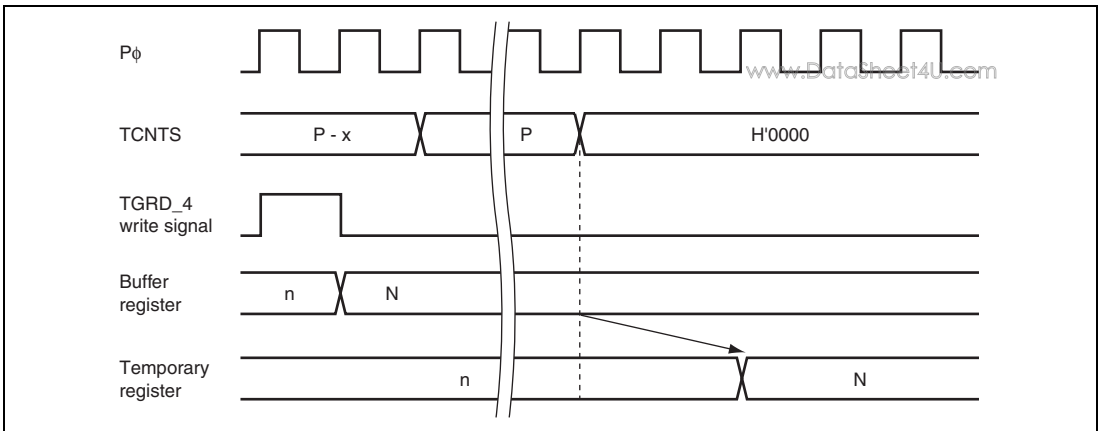 Pϕ
www.DataSheet4U.com
TCNTS
P - x
P
H'0000
TGRD_4
write signal
Buffer
register
n
N
Temporary
register
n
N